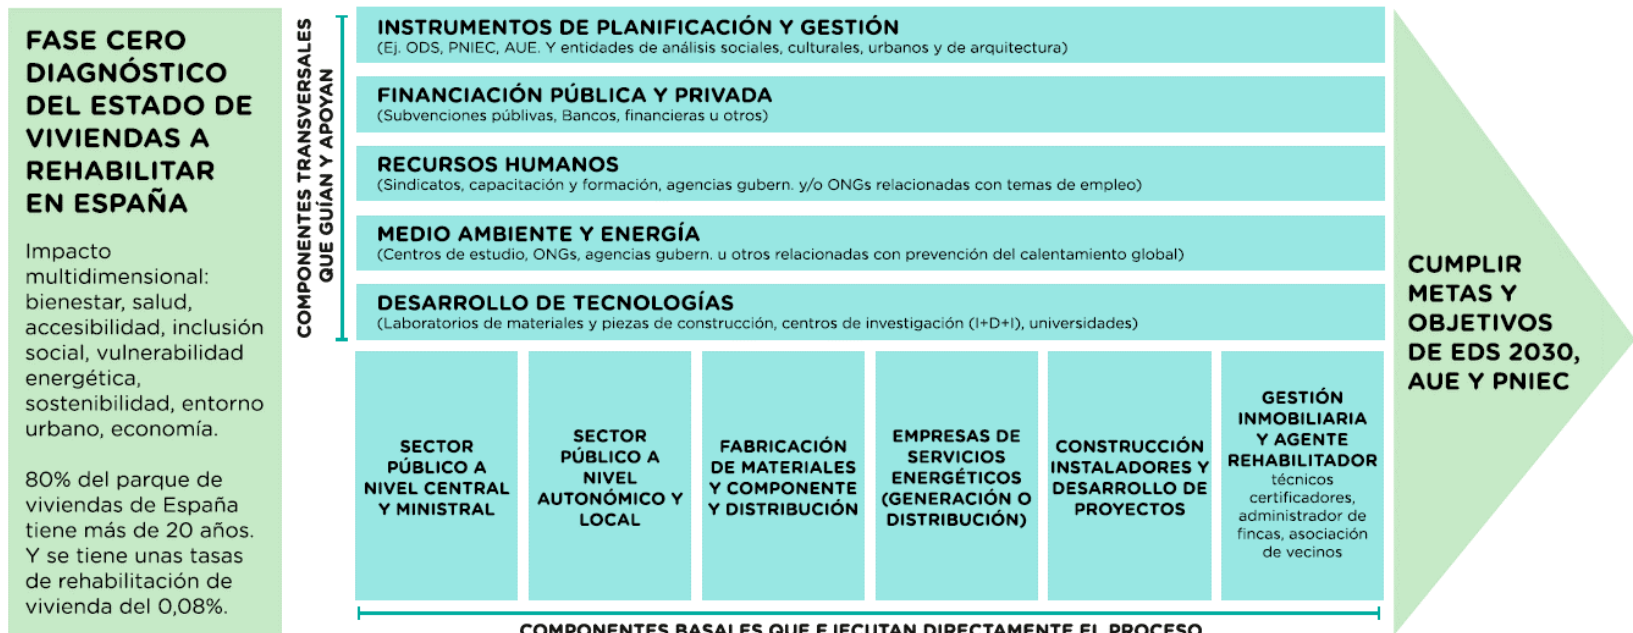 FASE CERO
DIAGNÓSTICO
DEL ESTADO DE
VIVIENDAS A
REHABILITAR
EN ESPAÑA
Impacto
multidimensional:
bienestar, salud,
accesibilidad, inclusión
social, vulnerabilidad
energética,
sostenibilidad, entorno
urbano, economía.
80% del parque de
viviendas de España
tiene más de 20 años.
Y se tiene unas tasas
de rehabilitación de
vivienda del 0,08%.
COMPONENTES TRANSVERSALES
QUE GUÍAN Y APOYAN
INSTRUMENTOS DE PLANIFICACIÓN Y GESTIÓN
(Ej. ODS, PNIEC, AUE. Y entidades de análisis sociales, culturales, urbanos y de arquitectura)
FINANCIACIÓN PÚBLICA Y PRIVADA
(Subvenciones públivas, Bancos, financieras u otros)
RECURSOS HUMANOS
(Sindicatos, capacitación y formación, agencias gubern. y/o ONGs relacionadas con temas de empleo)
MEDIO AMBIENTE Y ENERGÍA
(Centros de estudio, ONGs, agencias gubern. u otros relacionadas con prevención del calentamiento global)
DESARROLLO DE TECNOLOGÍAS
(Laboratorios de materiales y piezas de construcción, centros de investigación (I+D+I), universidades)
SECTOR
PÚBLICO A
NIVEL CENTRAL
Y MINISTRAL
SECTOR
PÚBLICO A
NIVEL
AUTONÓMICO Y
LOCAL
FABRICACIÓN
DE MATERIALES
Y COMPONENTE
Y DISTRIBUCIÓN
EMPRESAS DE
SERVICIOS
ENERGÉTICOS
(GENERACIÓN O
DISTRIBUCIÓN)
CONSTRUCCIÓN
INSTALADORES Y
DESARROLLO DE
PROYECTOS
GESTIÓN
INMOBILIARIA
Y AGENTE
REHABILITADOR
técnicos
certificadores,
administrador de
fincas, asociación
de vecinos
COMPONENTES BASALES QUE EJECUTAN DIRECTAMENTE EL PROCESO
CUMPLIR
METAS Y
OBJETIVOS
DE EDS 2030,
AUE Y PNIEC